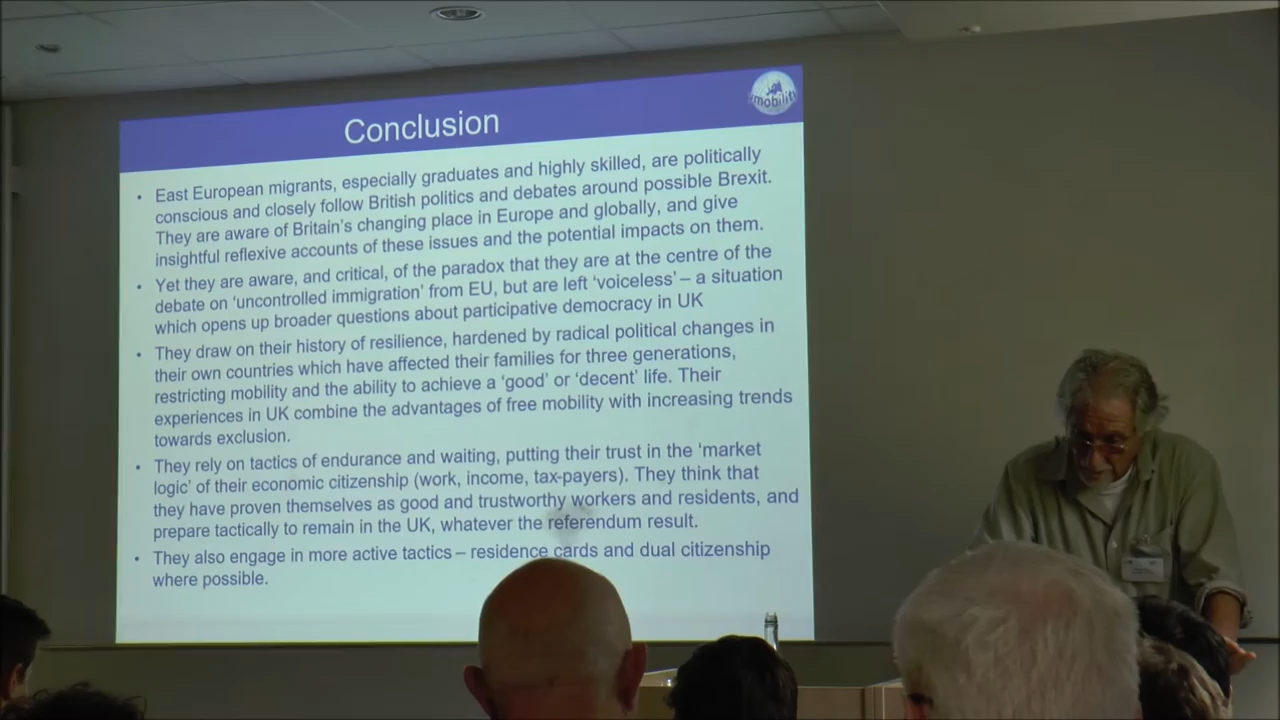 Conclusion
mobilit
• East European migrants, especially graduates and highly skilled, are politically
conscious and closely follow British politics and debates around possible Brexit.
They are aware of Britain's changing place in Europe and globally, and give
insightful reflexive accounts of these issues and the potential impacts on them.
• Yet they are aware, and critical, of the paradox that they are at the centre of the
debate on 'uncontrolled immigration' from EU, but are left 'voiceless' – a situation
which opens up broader questions about participative democracy in UK
• They draw on their history of resilience, hardened by radical political changes in
their own countries which have affected their families for three generations,
restricting mobility and the ability to achieve a 'good' or 'decent' life. Their
experiences in UK combine the advantages of free mobility with increasing trends
towards exclusion.
• They rely on tactics of endurance and waiting, putting their trust in the 'market
logic' of their economic citizenship (work, income, tax-payers). They think that
they have proven themselves as good and trustworthy workers and residents, and
prepare tactically to remain in the UK, whatever the referendum result.
• They also engage in more active tactics – residence cards and dual citizenship
where possible.